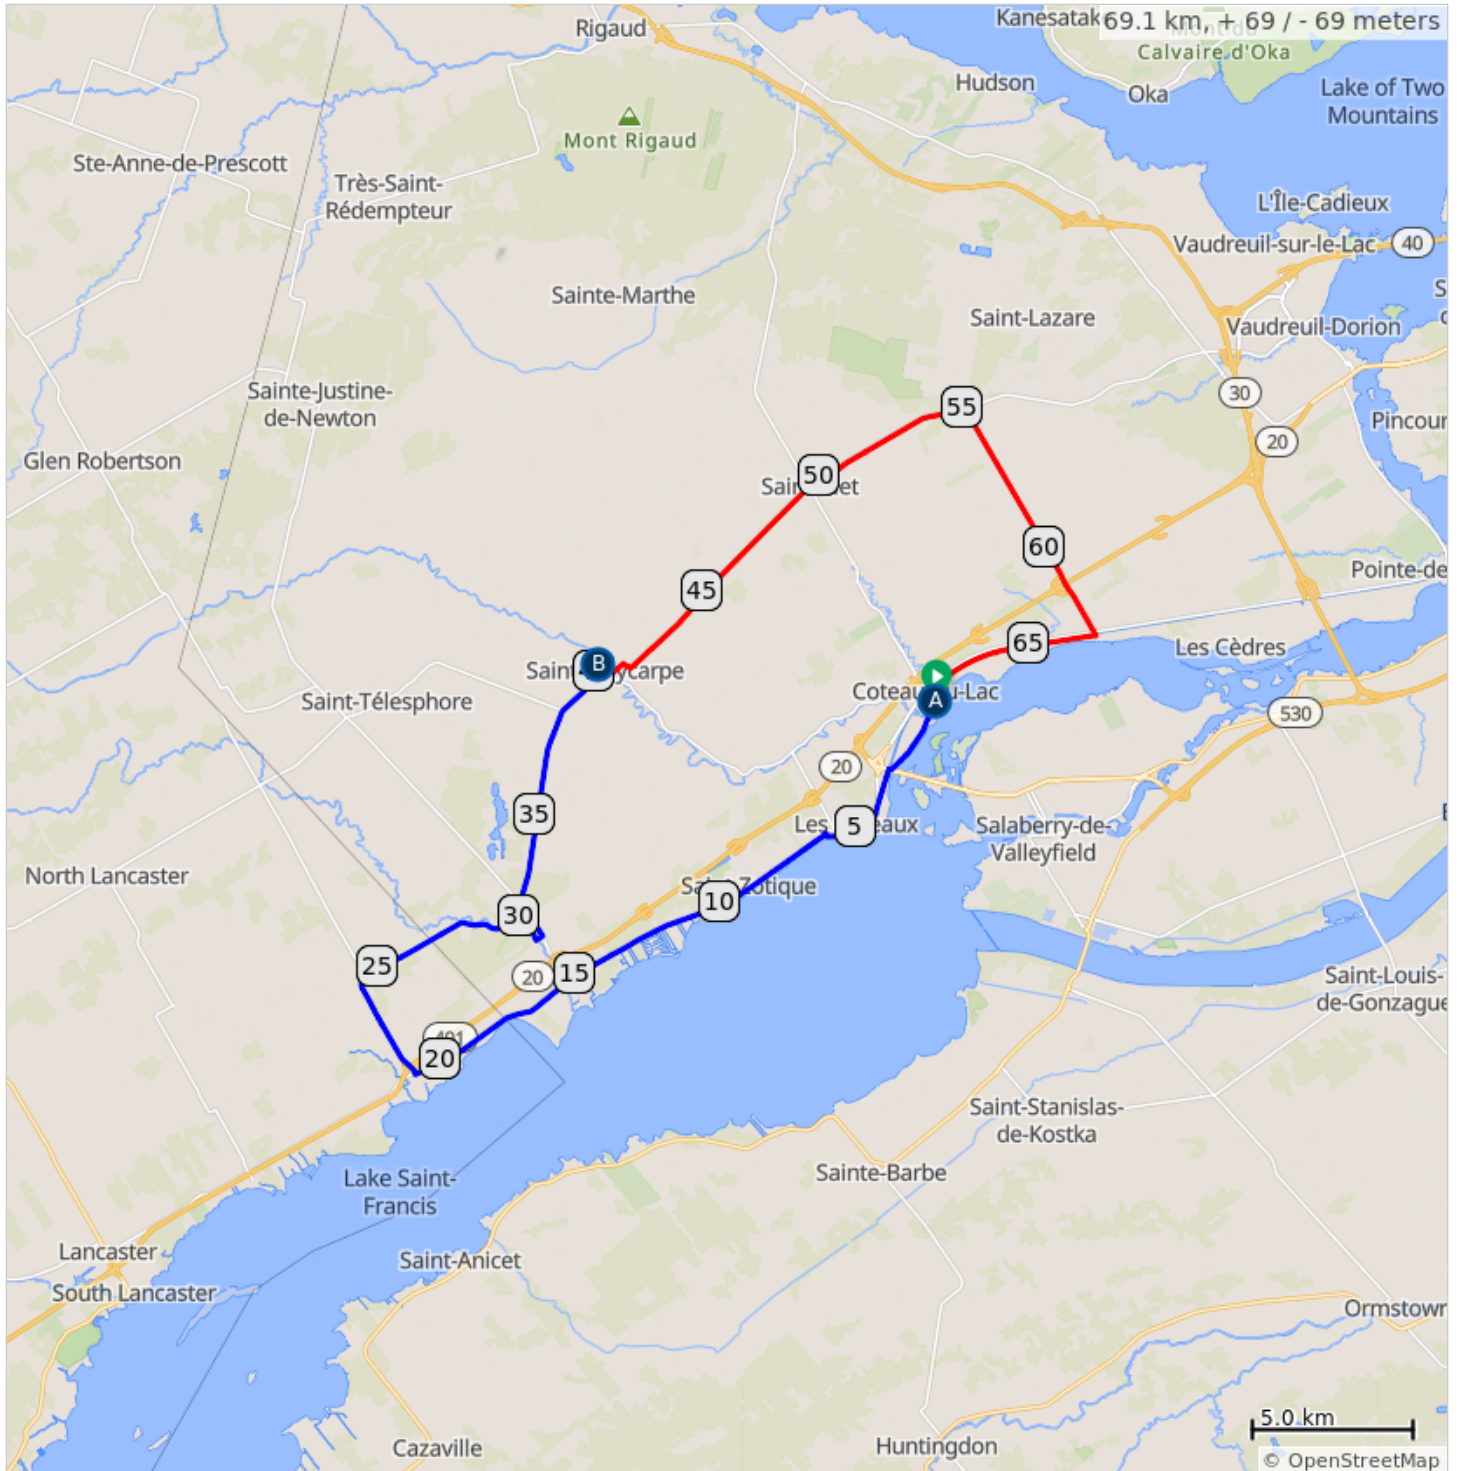 Rigaud
Kanesatak
69.1 km, + 69 / - 69 meters
Calvaire d'Oka
Hudson
Oka
Lake of Two
Mountains
Mont Rigaud
Ste-Anne-de-Prescott
Très-Saint-
Rédempteur
L'Île-Cadieux
Vaudreuil-sur-le-Lac
40
Sainte-Marthe
Saint-Lazare
Vaudreuil-Dorion
Sainte-Justine-
de-Newton
30
55
20
Pincour
Glen Robertson
50
60
45
Pointe-de
65
Les Cèdres
B
Saint-Télesphore
A
530
20
35
5
Salaberry-de-
Valleyfield
North Lancaster
10
30
25
15
20
Saint-Louis-
de-Gonzague
20
Saint-Stanislas-
de-Kostka
Sainte-Barbe
Lake Saint-
Francis
Lancaster
Saint-Anicet
South Lancaster
Ormstow
5.0 km
Cazaville
Huntingdon
© OpenStreetMap